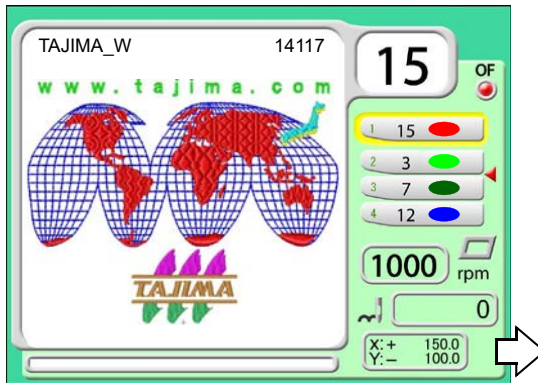 TAJIMA_W 14117
15
OF
www.tajima.com
1 15
2 3
3 7
4 12
TAJIMA
1000 rpm
0
X:+ 150.0
Y:− 100.0